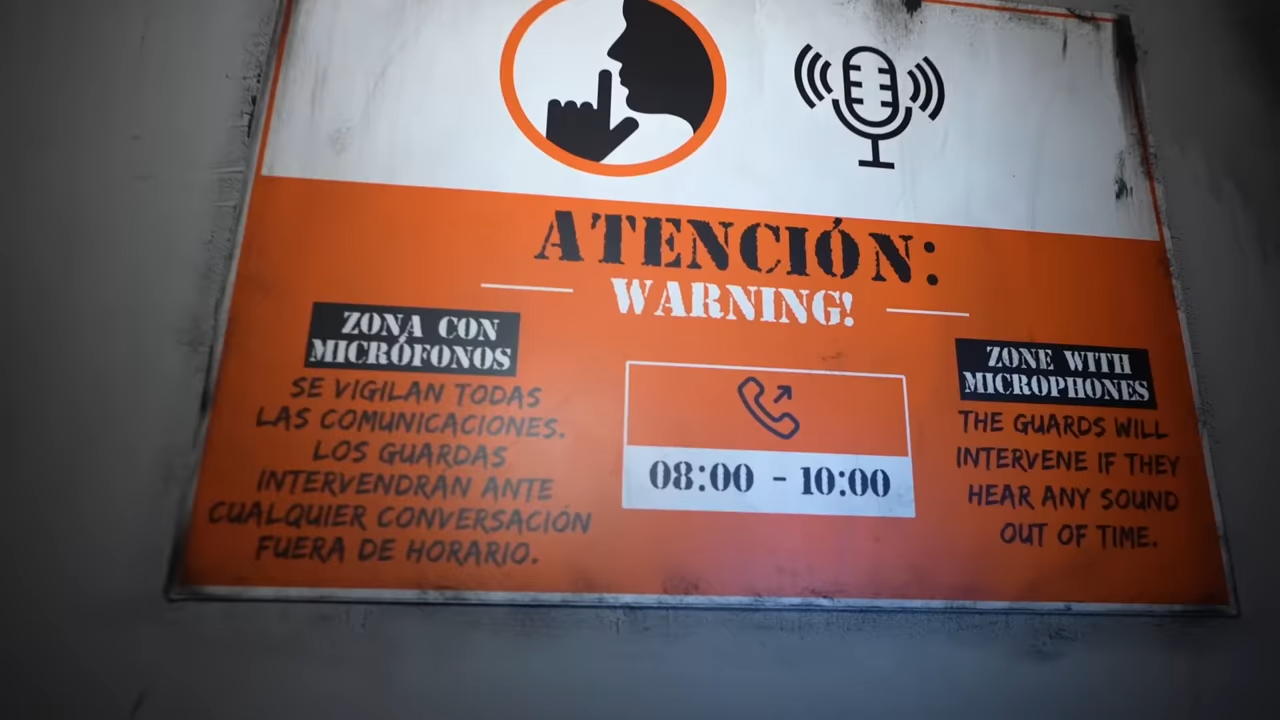 ATENCIÓN:
WARNING!
ZONA CON
MICRÓFONOS
SE VIGILAN TODAS
LAS COMUNICACIONES.
LOS GUARDAS
INTERVENDRAN ANTE
CUALQUIER CONVERSACIÓN
FUERA DE HORARIO.
08:00 - 10:00
ZONE WITH
MICROPHONES
THE GUARDS WILL
INTERVENE IF THEY
HEAR ANY SOUND
OUT OF TIME.